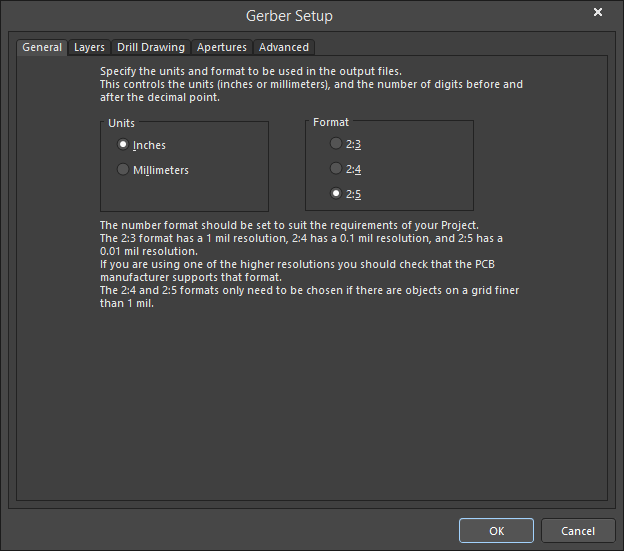 Gerber Setup
General Layers Drill Drawing Apertures Advanced
Specify the units and format to be used in the output files.
This controls the units (inches or millimeters), and the number of digits before and
after the decimal point.
Units Format
Inches 2:3
Millimeters 2:4
2:5
The number format should be set to suit the requirements of your Project.
The 2:3 format has a 1 mil resolution, 2:4 has a 0.1 mil resolution, and 2:5 has a
0.01 mil resolution.
If you are using one of the higher resolutions you should check that the PCB
manufacturer supports that format.
The 2:4 and 2:5 formats only need to be chosen if there are objects on a grid finer
than 1 mil.
OK Cancel